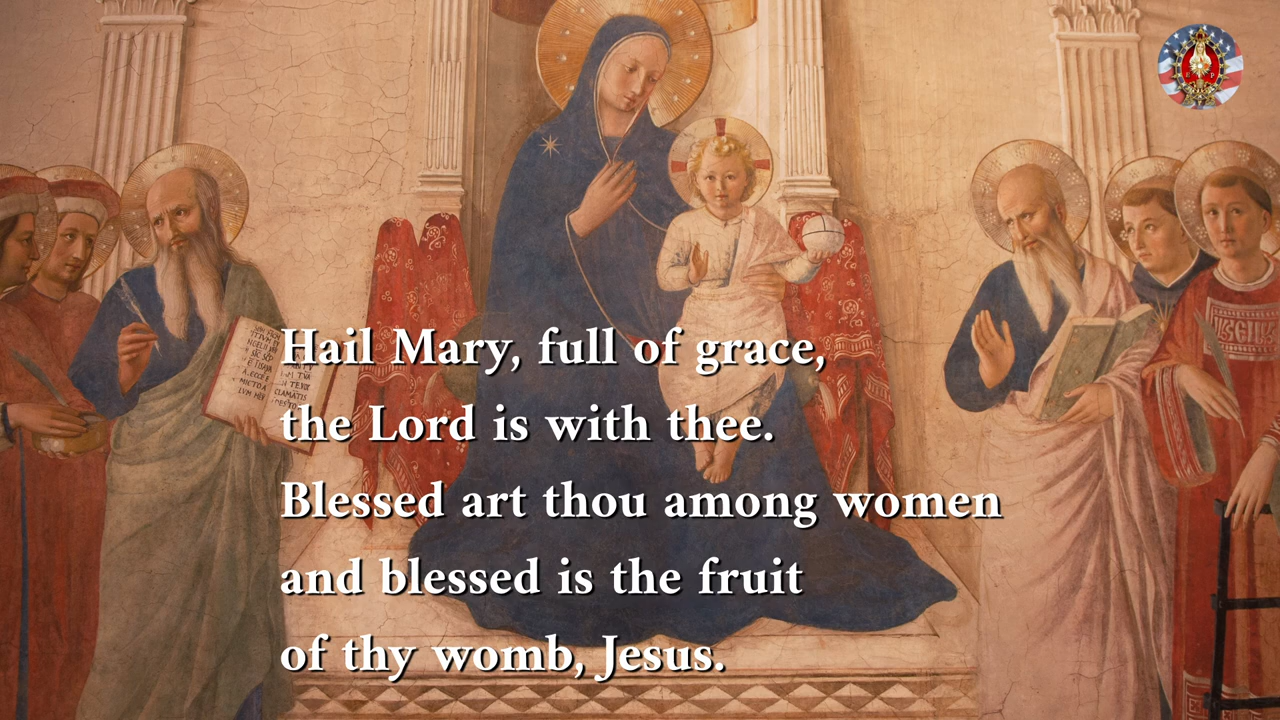 Hail Mary, full of grace,
the Lord is with thee.
Blessed art thou among women
and blessed is the fruit
of thy womb, Jesus.